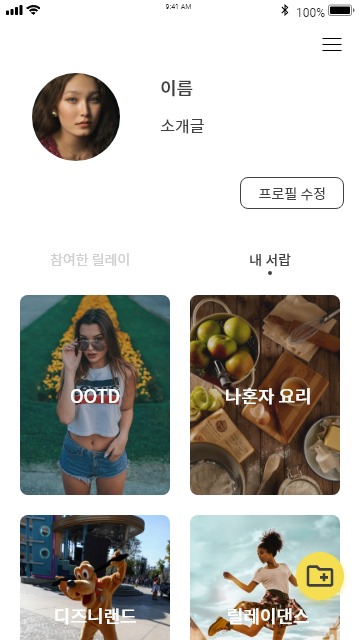 9:41 AM
100%
이름
소개글
프로필 수정
참여한 릴레이
내 서랍
OOTD
나혼자 요리
디즈니랜드
릴레이댄스